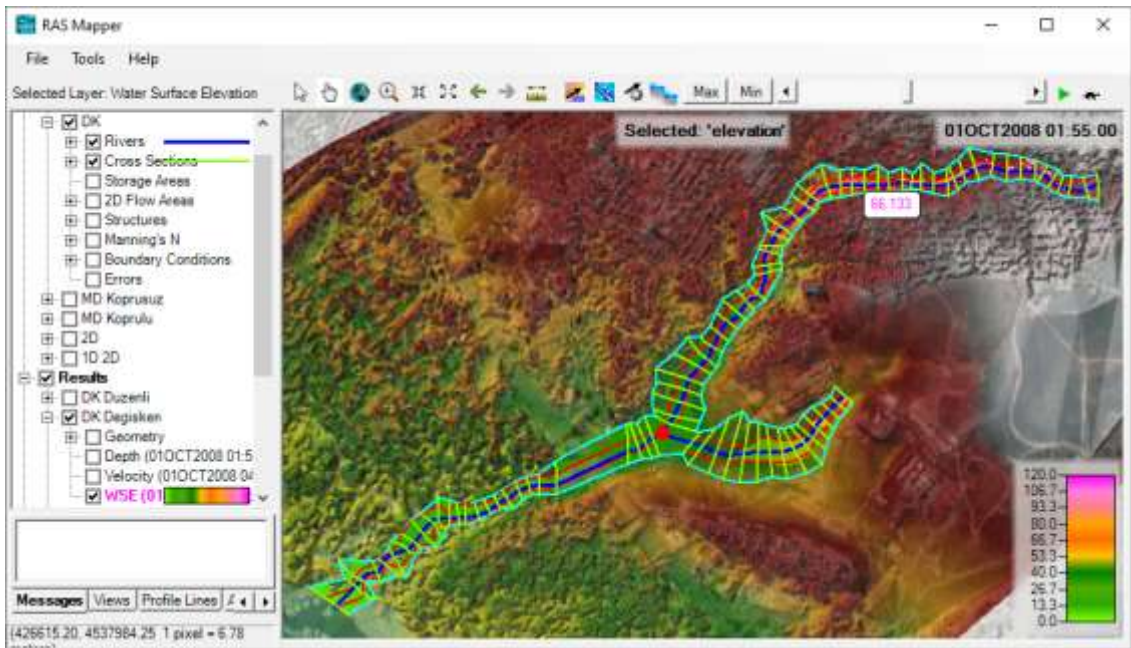 RAS Mapper
File Tools Help
Selected Layer: Water Surface Elevation
Max Min
DK
Rivers
Cross Sections
Storage Areas
2D Flow Areas
Structures
Manning's N
Boundary Conditions
Errors
MD Koprusuz
MD Koprulu
2D
1D 2D
Results
DK Duzenli
DK Degisken
Geometry
Depth (01OCT2008 01:5
Velocity (01OCT2008 04
WSE (01
Messages Views Profile Lines
(426615.20, 4537984.25 1 pixel = 6.78
Selected: 'elevation'
01OCT2008 01:55:00
66.133
120.0
106.7
93.3
80.0
66.7
53.3
40.0
26.7
13.3
0.0